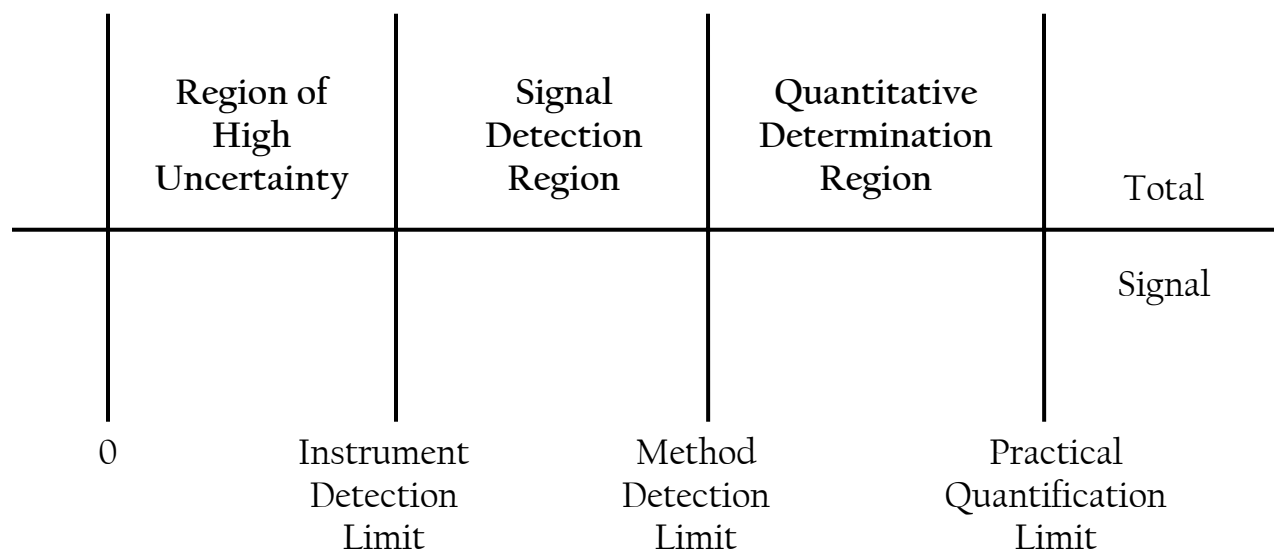 Region of
High
Uncertainty
Signal
Detection
Region
Quantitative
Determination
Region
Total
Signal
0
Instrument
Detection
Limit
Method
Detection
Limit
Practical
Quantification
Limit